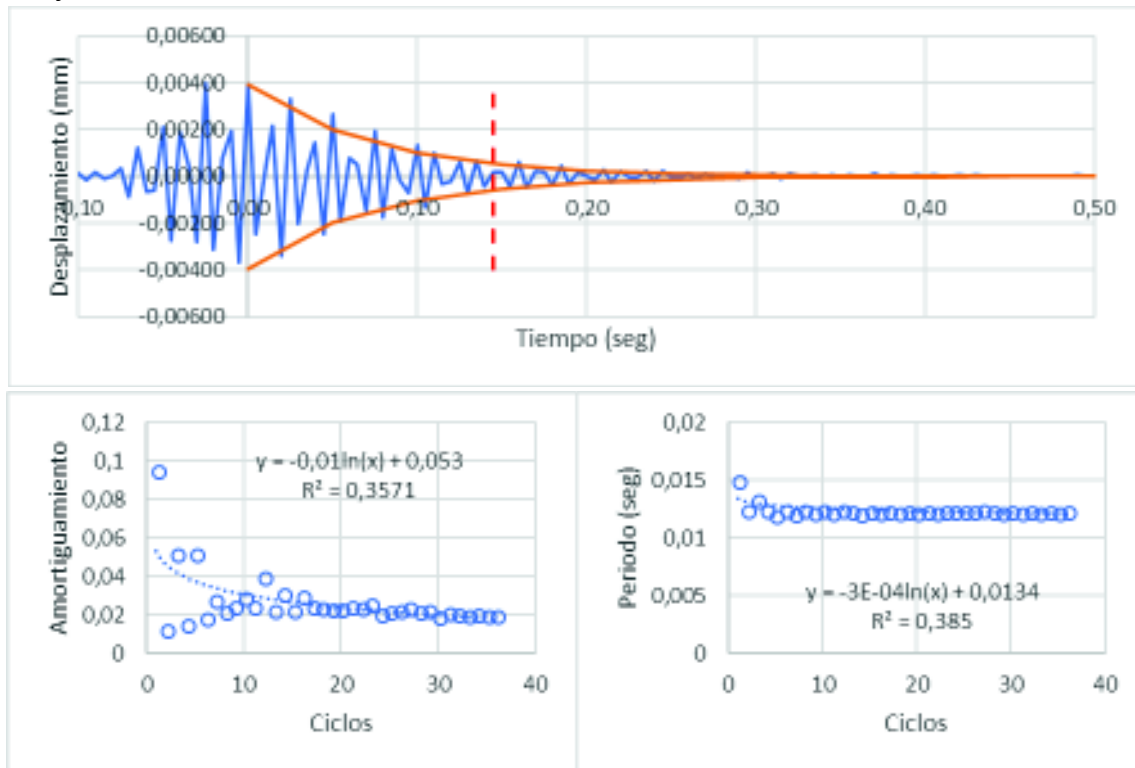 0,00600
0,00400
0,00200
0,00000
-0,00200
-0,00400
-0,00600
Desplazamiento (mm)
0,10 0,00 0,10 0,20 0,30 0,40 0,50
Tiempo (seg)
0,12
0,1
0,08
0,06
0,04
0,02
0
Amortiguamiento
y = -0,01ln(x) + 0,053
R² = 0,3571
0 10 20 30 40
Ciclos
0,02
0,015
0,01
0,005
0
Periodo (seg)
y = -3E-04ln(x) + 0,0134
R² = 0,385
0 10 20 30 40
Ciclos